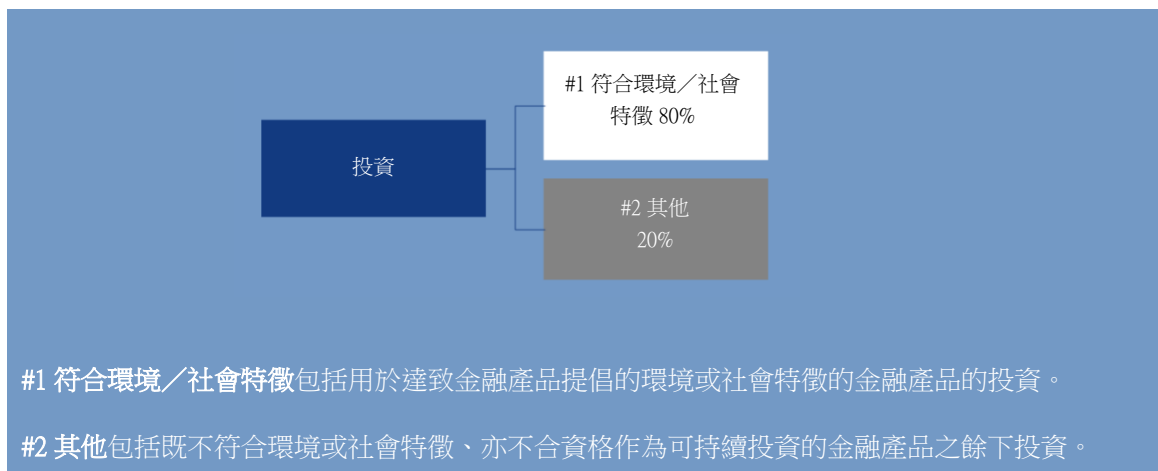 #1 符合環境／社會
特徵 80%
投資
#2 其他
20%
#1 符合環境／社會特徵包括用於達致金融產品提倡的環境或社會特徵的金融產品的投資。
#2 其他包括既不符合環境或社會特徵、亦不合資格作為可持續投資的金融產品之餘下投資。